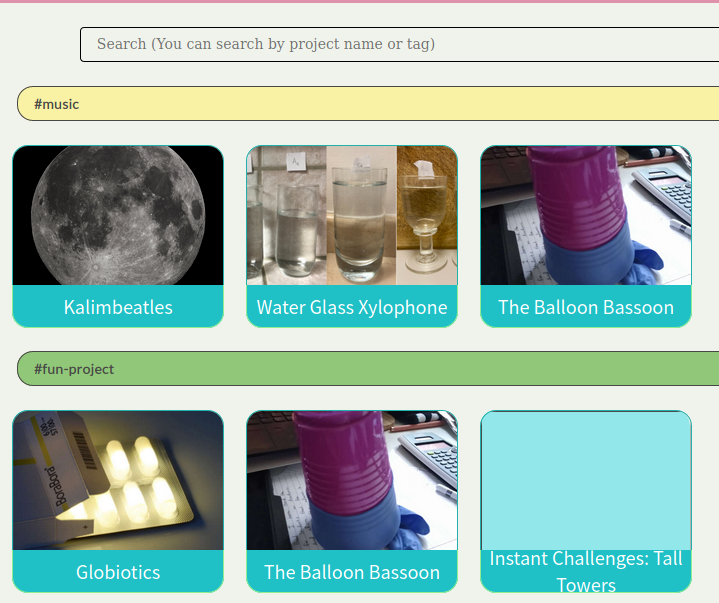 Search (You can search by project name or tag)
#music
Kalimbeatles
Water Glass Xylophone
The Balloon Bassoon
#fun-project
Globiotics
The Balloon Bassoon
Instant Challenges: Tall
Towers